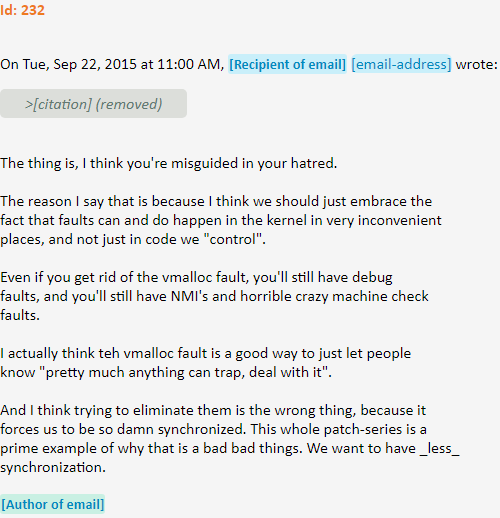 Id: 232
On Tue, Sep 22, 2015 at 11:00 AM, [Recipient of email] [email-address] wrote:
>[citation] (removed)
The thing is, I think you're misguided in your hatred.
The reason I say that is because I think we should just embrace the
fact that faults can and do happen in the kernel in very inconvenient
places, and not just in code we "control".
Even if you get rid of the vmalloc fault, you'll still have debug
faults, and you'll still have NMI's and horrible crazy machine check
faults.
I actually think teh vmalloc fault is a good way to just let people
know "pretty much anything can trap, deal with it".
And I think trying to eliminate them is the wrong thing, because it
forces us to be so damn synchronized. This whole patch-series is a
prime example of why that is a bad bad things. We want to have _less_
synchronization.
[Author of email]